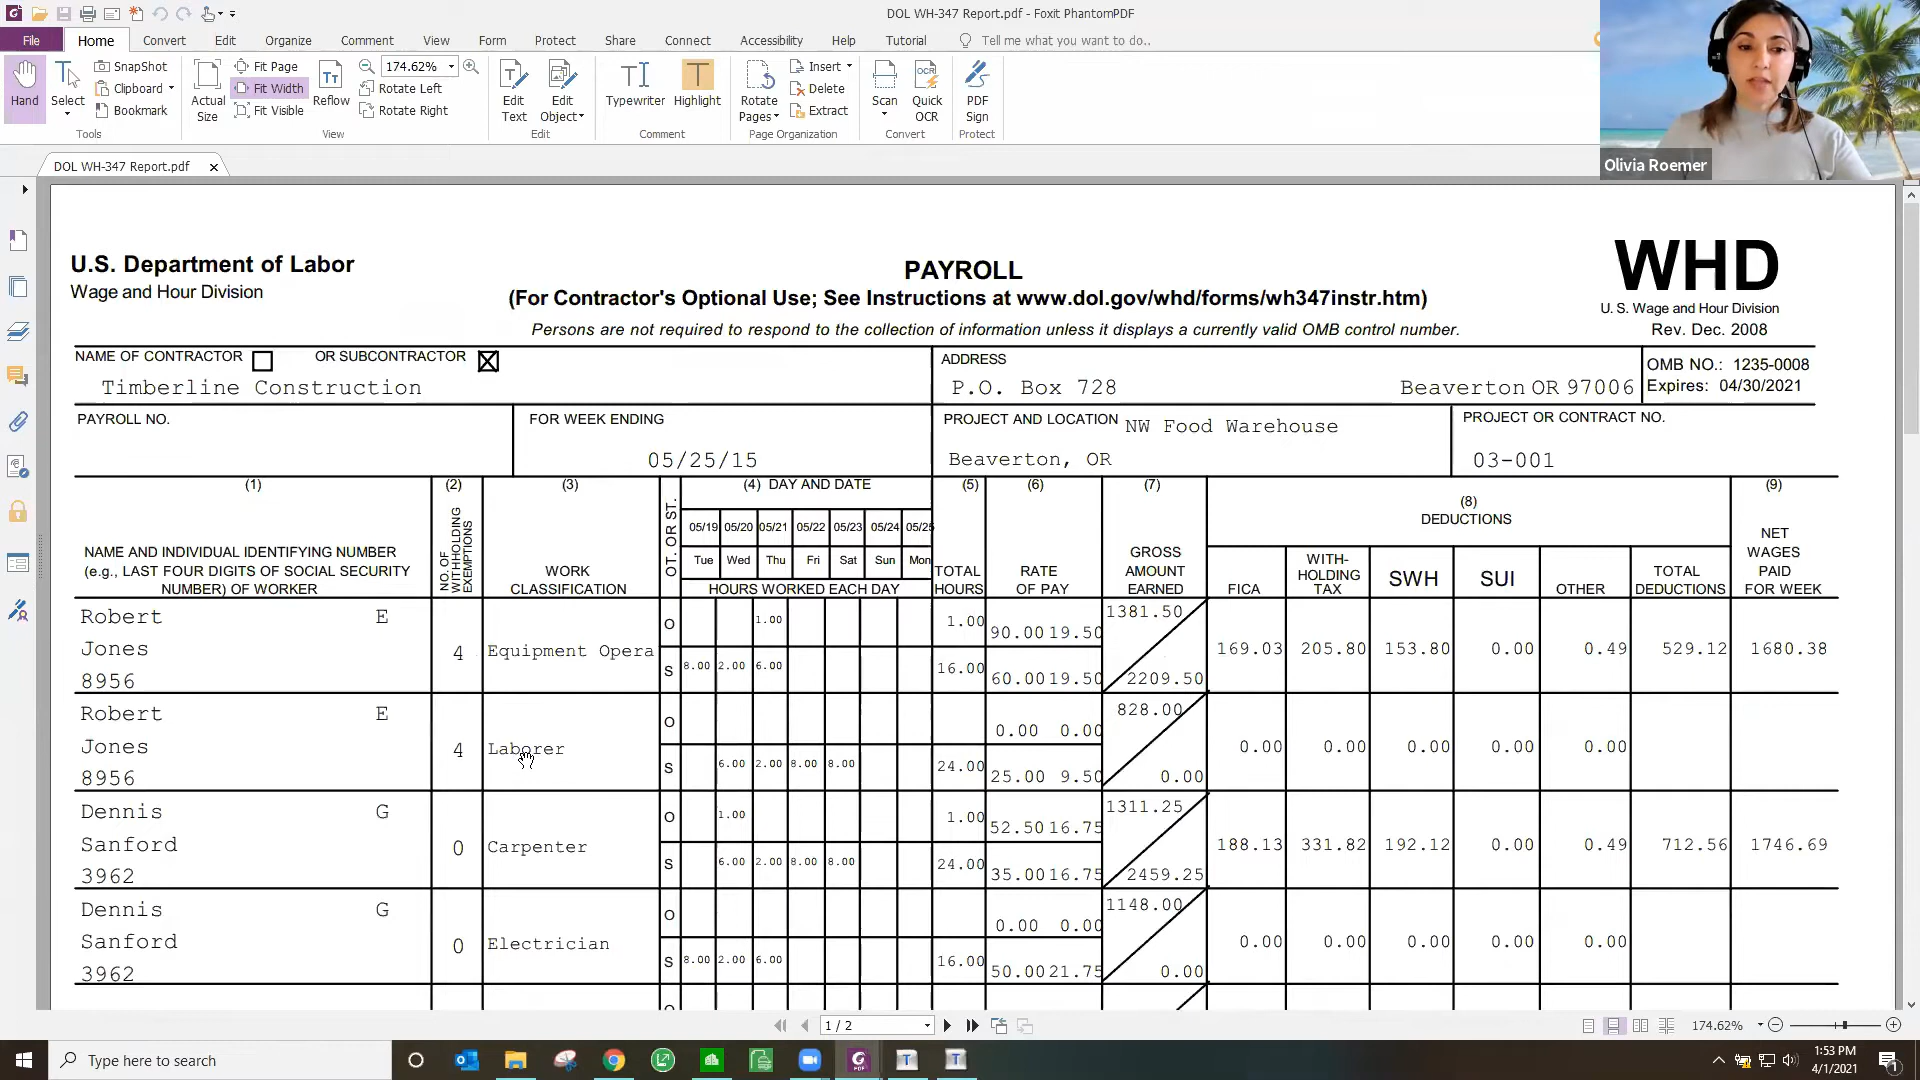 DOL WH-347 Report.pdf - Foxit PhantomPDF
File Home Convert Edit Organize Comment View Form Protect Share Connect Accessibility Help Tutorial Tell me what you want to do..
Hand
Select
SnapShot
Clipboard
Bookmark
Tools
Actual
Size
Fit Page
Fit Width
Fit Visible
Reflow
174.62%
Rotate Left
Rotate Right
View
Edit
Text
Edit
Object
Edit
Typewriter
Highlight
Comment
Rotate
Pages
Insert
Delete
Extract
Page Organization
Scan
Quick
OCR
Convert
PDF
Sign
Protect
Olivia Roemer
DOL WH-347 Report.pdf
U.S. Department of Labor
Wage and Hour Division
PAYROLL
(For Contractor's Optional Use; See Instructions at www.dol.gov/whd/forms/wh347instr.htm)
Persons are not required to respond to the collection of information unless it displays a currently valid OMB control number.
WHD
U. S. Wage and Hour Division
Rev. Dec. 2008
NAME OF CONTRACTOR OR SUBCONTRACTOR
Timberline Construction
ADDRESS
P.O. Box 728 Beaverton OR 97006
OMB NO.: 1235-0008
Expires: 04/30/2021
PAYROLL NO.
FOR WEEK ENDING
05/25/15
PROJECT AND LOCATION NW Food Warehouse
Beaverton, OR
PROJECT OR CONTRACT NO.
03-001
(1)
NAME AND INDIVIDUAL IDENTIFYING NUMBER
(e.g., LAST FOUR DIGITS OF SOCIAL SECURITY
NUMBER) OF WORKER
(2)
NO. OF
WITHHOLDING
EXEMPTIONS
(3)
WORK
CLASSIFICATION
OT. OR ST.
(4) DAY AND DATE
05/19 05/20 05/21 05/22 05/23 05/24 05/25
Tue Wed Thu Fri Sat Sun Mon
HOURS WORKED EACH DAY
(5)
TOTAL
HOURS
(6)
RATE
OF PAY
(7)
GROSS
AMOUNT
EARNED
(8)
DEDUCTIONS
FICA
WITH-
HOLDING
TAX
SWH
SUI
OTHER
TOTAL
DEDUCTIONS
(9)
NET
WAGES
PAID
FOR WEEK
Robert E
Jones
8956
4
Equipment Opera
O 1.00 1.00 90.00 19.50
S 8.00 2.00 6.00 16.00 60.00 19.50
1381.50
2209.50
169.03 205.80 153.80 0.00 0.49 529.12 1680.38
Robert E
Jones
8956
4
Laborer
O 0.00 0.00
S 6.00 2.00 8.00 8.00 24.00 25.00 9.50
828.00
0.00
0.00 0.00 0.00 0.00 0.00
Dennis G
Sanford
3962
0
Carpenter
O 1.00 1.00 52.50 16.75
S 6.00 2.00 8.00 8.00 24.00 35.00 16.75
1311.25
2459.25
188.13 331.82 192.12 0.00 0.49 712.56 1746.69
Dennis G
Sanford
3962
0
Electrician
O 0.00 0.00
S 8.00 2.00 6.00 16.00 50.00 21.75
1148.00
0.00
0.00 0.00 0.00 0.00 0.00
1 / 2
174.62%
Type here to search
1:53 PM
4/1/2021